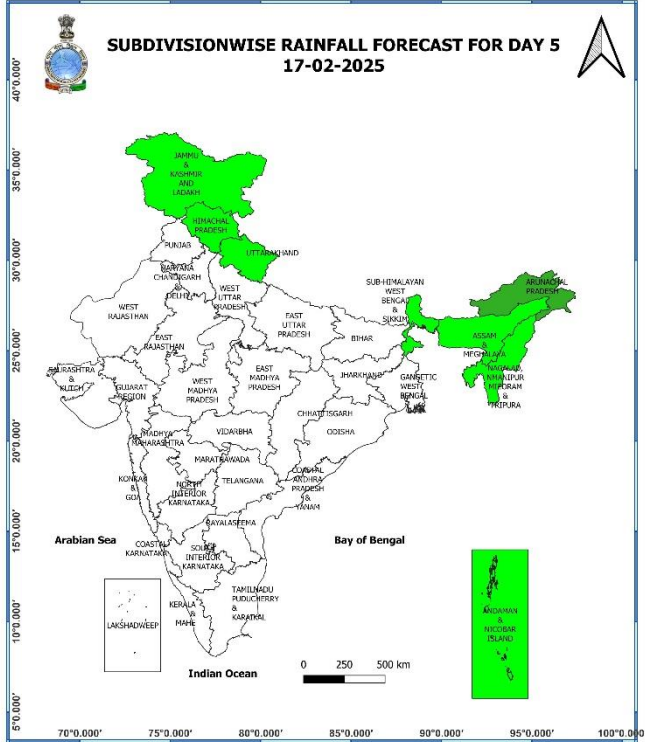 SUBDIVISIONWISE RAINFALL FORECAST FOR DAY 5
17-02-2025
40°0.000'
35°0.000'
30°0.000'
25°0.000'
20°0.000'
15°0.000'
10°0.000'
5°0.000'
JAMMU
&
KASHMIR
AND
LADAKH
HIMACHAL
PRADESH
PUNJAB
UTTARAKHAND
HARYANA
CHANDIGARH
&
DELHI
WEST
UTTAR
PRADESH
SUB-HIMALAYAN
WEST
BENGAL
&
SIKKIM
ARUNACHAL
PRADESH
WEST
RAJASTHAN
EAST
RAJASTHAN
EAST
UTTAR
PRADESH
BIHAR
ASSAM
&
MEGHALAYA
SAURASHTRA
&
KUTCH
GUJARAT
REGION
WEST
MADHYA
PRADESH
EAST
MADHYA
PRADESH
JHARKHAND
GANGETIC
WEST
BENGAL
&
TRIPURA
CHHATTISGARH
ODISHA
MADHYA
MAHARASHTRA
VIDARBHA
MARATHWADA
KONKAN
&
GOA
NORTH
INTERIOR
KARNATAKA
TELANGANA
COASTAL
ANDHRA
PRADESH
&
YANAM
RAYALASEEMA
Arabian Sea
Bay of Bengal
COASTAL
KARNATAKA
SOUTH
INTERIOR
KARNATAKA
LAKSHADWEEP
KERALA
&
MAHE
TAMILNADU
PUDUCHERRY
&
KARAIKAL
ANDAMAN
&
NICOBAR
ISLAND
Indian Ocean
0 250 500 km
70°0.000' 75°0.000' 80°0.000' 85°0.000' 90°0.000' 95°0.000' 100°0.000'